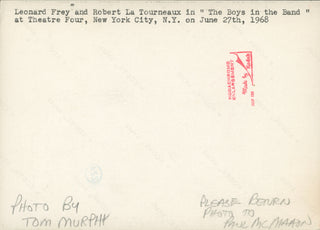 Leonard Frey and Robert La Tourneaux in " The Boys in the Band "
at Theatre Four, New York City, N.Y. on June 27th, 1968
PHOTO BY
TOM MURPHY
PLEASE RETURN
PHOTO TO